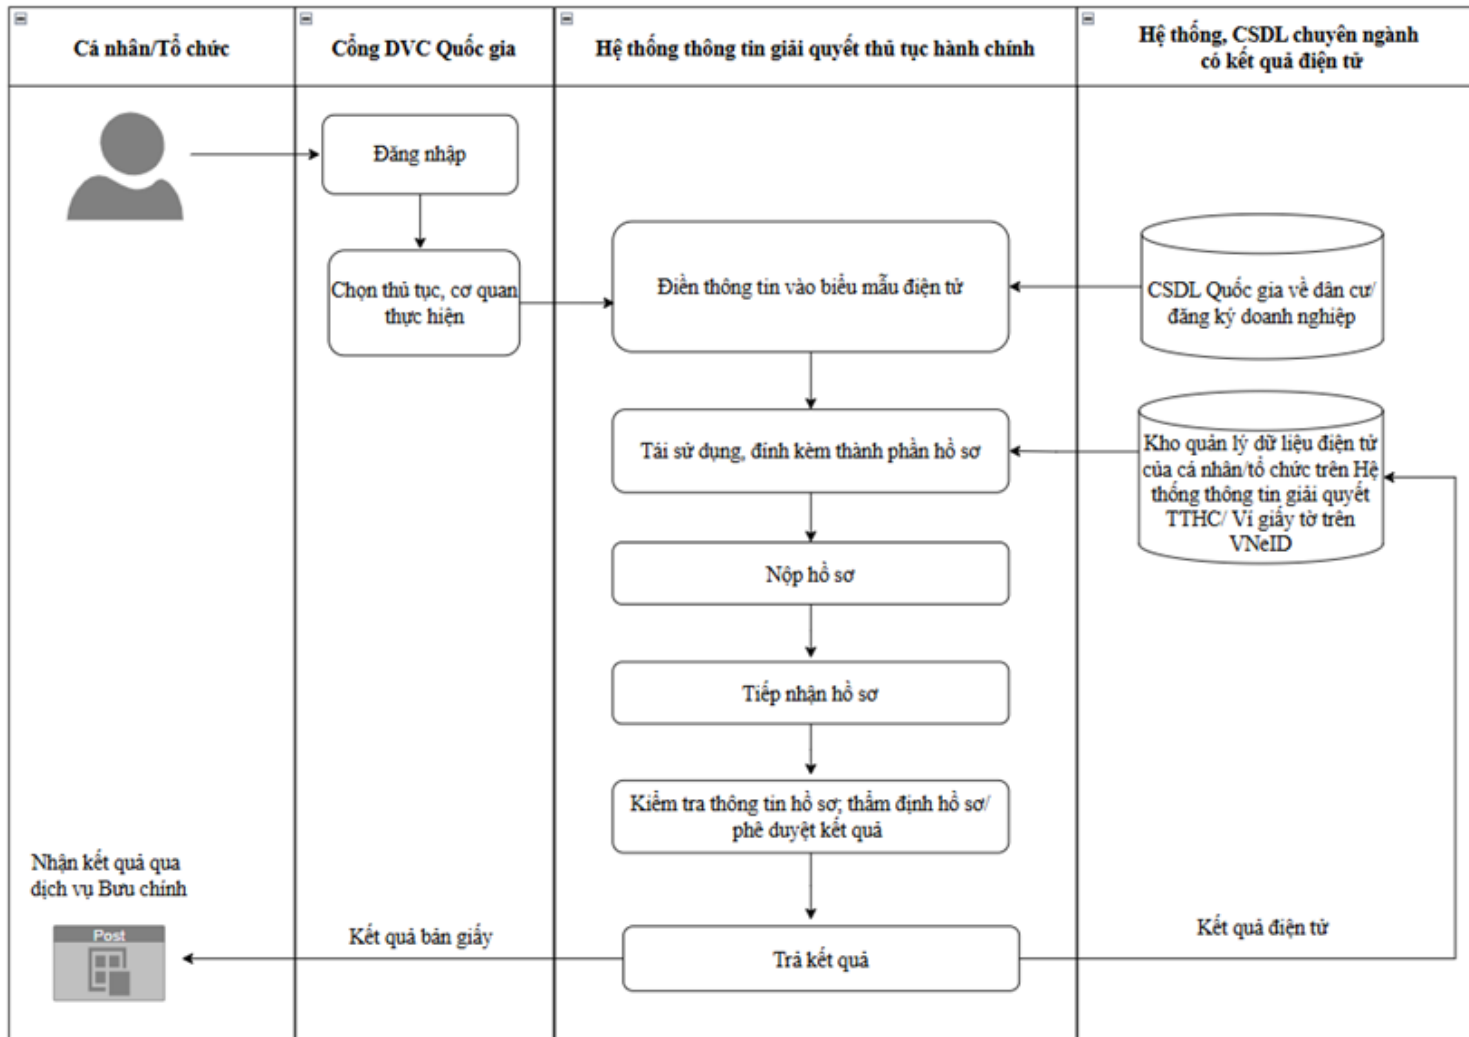 Cá nhân/Tổ chức
Cổng DVC Quốc gia
Hệ thống thông tin giải quyết thủ tục hành chính
Hệ thống, CSDL chuyên ngành
có kết quả điện tử
Đăng nhập
Chọn thủ tục, cơ quan
thực hiện
Điền thông tin vào biểu mẫu điện tử
CSDL Quốc gia về dân cư/
đăng ký doanh nghiệp
Tái sử dụng, đính kèm thành phần hồ sơ
Kho quản lý dữ liệu điện tử
của cá nhân/tổ chức trên Hệ
thống thông tin giải quyết
TTHC/ Ví giấy tờ trên
VNeID
Nộp hồ sơ
Tiếp nhận hồ sơ
Kiểm tra thông tin hồ sơ; thẩm định hồ sơ/
phê duyệt kết quả
Nhận kết quả qua
dịch vụ Bưu chính
Post
Kết quả bản giấy
Trả kết quả
Kết quả điện tử